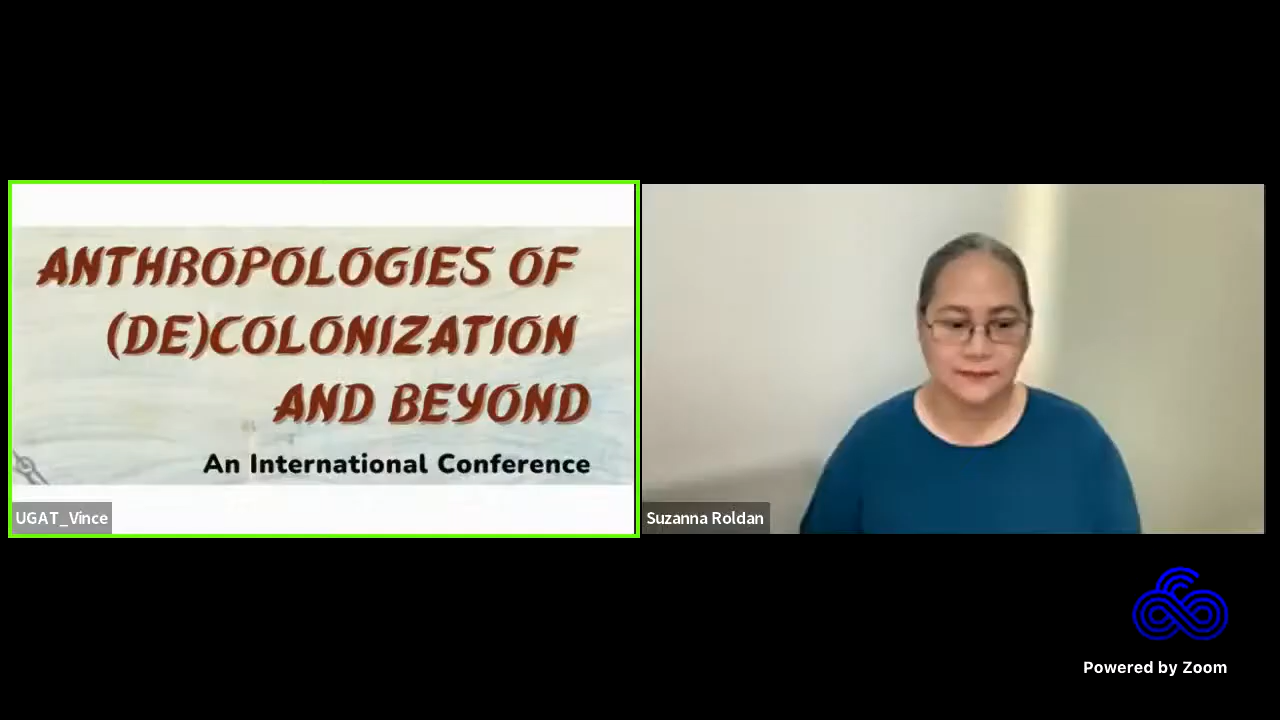 ANTHROPOLOGIES OF
(DE)COLONIZATION
AND BEYOND
An International Conference
UGAT_Vince
Suzanna Roldan
Powered by Zoom